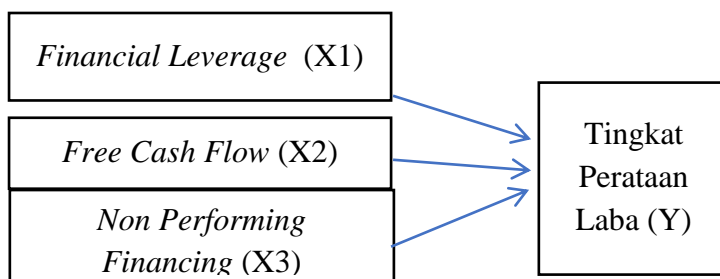 Financial Leverage (X1)
Free Cash Flow (X2)
Non Performing
Financing (X3)
Tingkat
Perataan
Laba (Y)